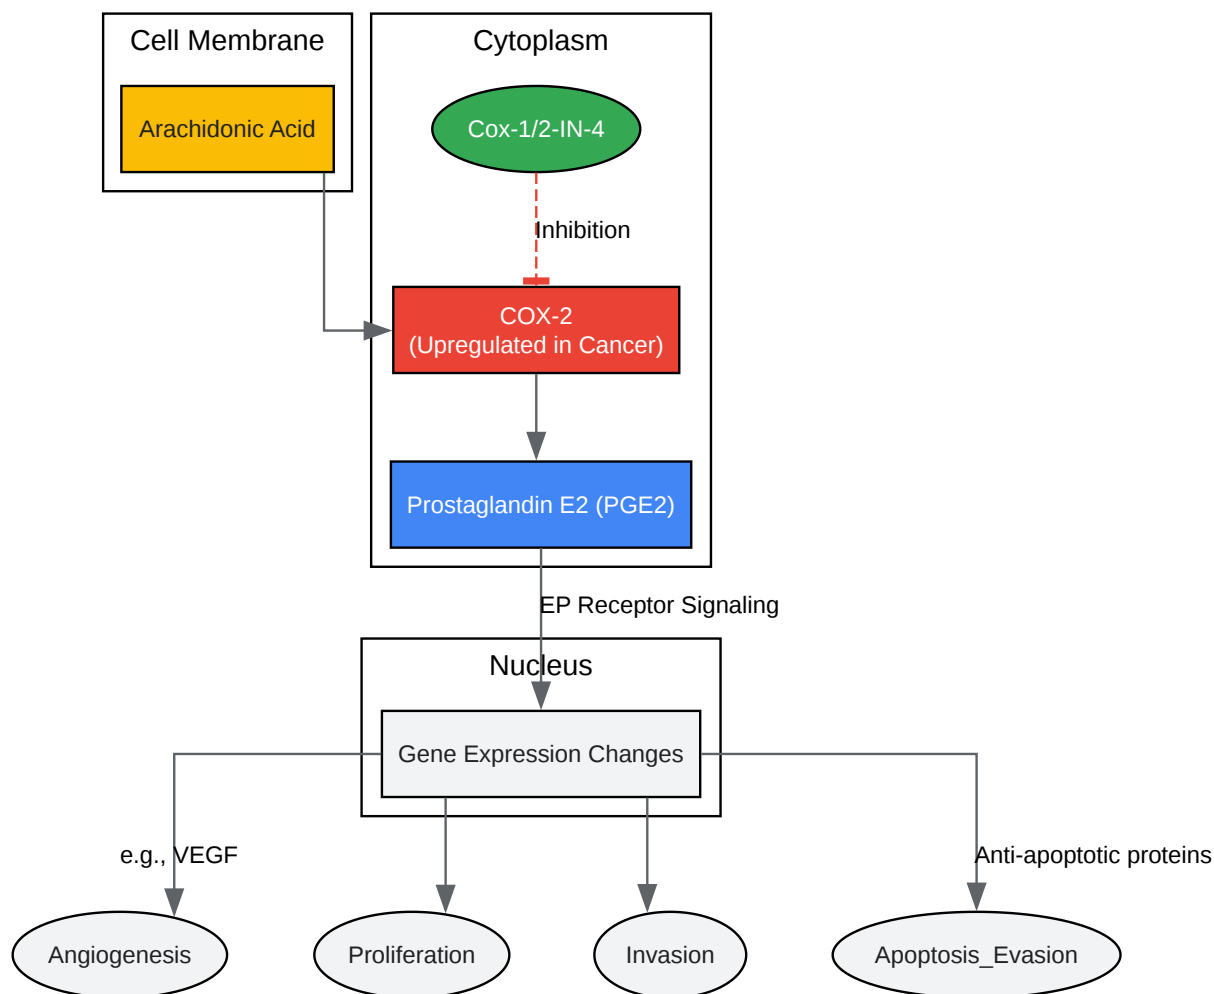 Cell Membrane
Cytoplasm
Arachidonic Acid
Cox-1/2-IN-4
Inhibition
COX-2
(Upregulated in Cancer)
Prostaglandin E2 (PGE2)
EP Receptor Signaling
Nucleus
Gene Expression Changes
e.g., VEGF
Anti-apoptotic proteins
Angiogenesis
Proliferation
Invasion
Apoptosis_Evasion